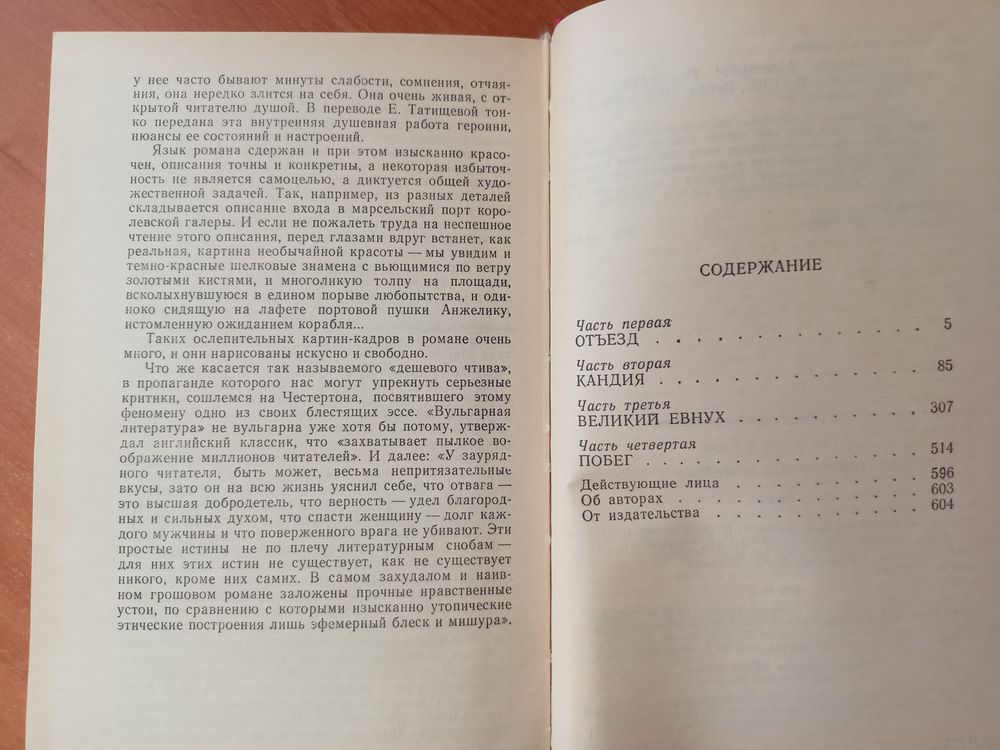 у нее часто бывают минуты слабости, сомнения, отчая-
ния, она нередко злится на себя. Она очень живая, с от-
крытой читателю душой. В переводе Е. Татищевой тон-
ко передана эта внутренняя душевная работа героини,
нюансы ее состояний и настроений.
Язык романа сдержан и при этом изысканно красо-
чен, описания точны и конкретны, а некоторая избыточ-
ность не является самоцелью, а диктуется общей худо-
жественной задачей. Так, например, из разных деталей
складывается описание входа в марсельский порт коро-
левской галеры. И если не пожалеть труда на неспешное
чтение этого описания, перед глазами вдруг встанет, как
реальная, картина необычайной красоты — мы увидим и
темно-красные шелковые знамена с вьющимися по ветру
золотыми кистями, и многоликую толпу на площади,
всколыхнувшуюся в едином порыве любопытства, и оди-
ноко сидящую на лафете портовой пушки Анжелику,
истомленную ожиданием корабля...
Таких ослепительных картин-кадров в романе очень
много, и они нарисованы искусно и свободно.
Что же касается так называемого «дешевого чтива»,
в пропаганде которого нас могут упрекнуть серьезные
критики, сошлемся на Честертона, посвятившего этому
феномену одно из своих блестящих эссе. «Вульгарная
литература» не вульгарна уже хотя бы потому, утверж-
дал английский классик, что «захватывает пылкое во-
ображение миллионов читателей». И далее: «У зауряд-
ного читателя, быть может, весьма непритязательные
вкусы, зато он на всю жизнь уяснил себе, что отвага —
это высшая добродетель, что верность — удел благород-
ных и сильных духом, что спасти женщину — долг каж-
дого мужчины и что поверженного врага не убивают. Эти
простые истины не по плечу литературным снобам —
для них этих истин не существует, как не существует
никого, кроме них самих. В самом захудалом и наив-
ном грошовом романе заложены прочные нравственные
устои, по сравнению с которыми изысканно утопические
этические построения лишь эфемерный блеск и мишура».
СОДЕРЖАНИЕ
Часть первая
ОТЪЕЗД . . . . . . . . . . . . 5
Часть вторая
КАНДИЯ . . . . . . . . . . . . 85
Часть третья
ВЕЛИКИЙ ЕВНУХ . . . . . . . . . 307
Часть четвертая
ПОБЕГ . . . . . . . . . . . . 514
Действующие лица . . . . . . . . . 596
Об авторах . . . . . . . . . . . 603
От издательства . . . . . . . . . 604